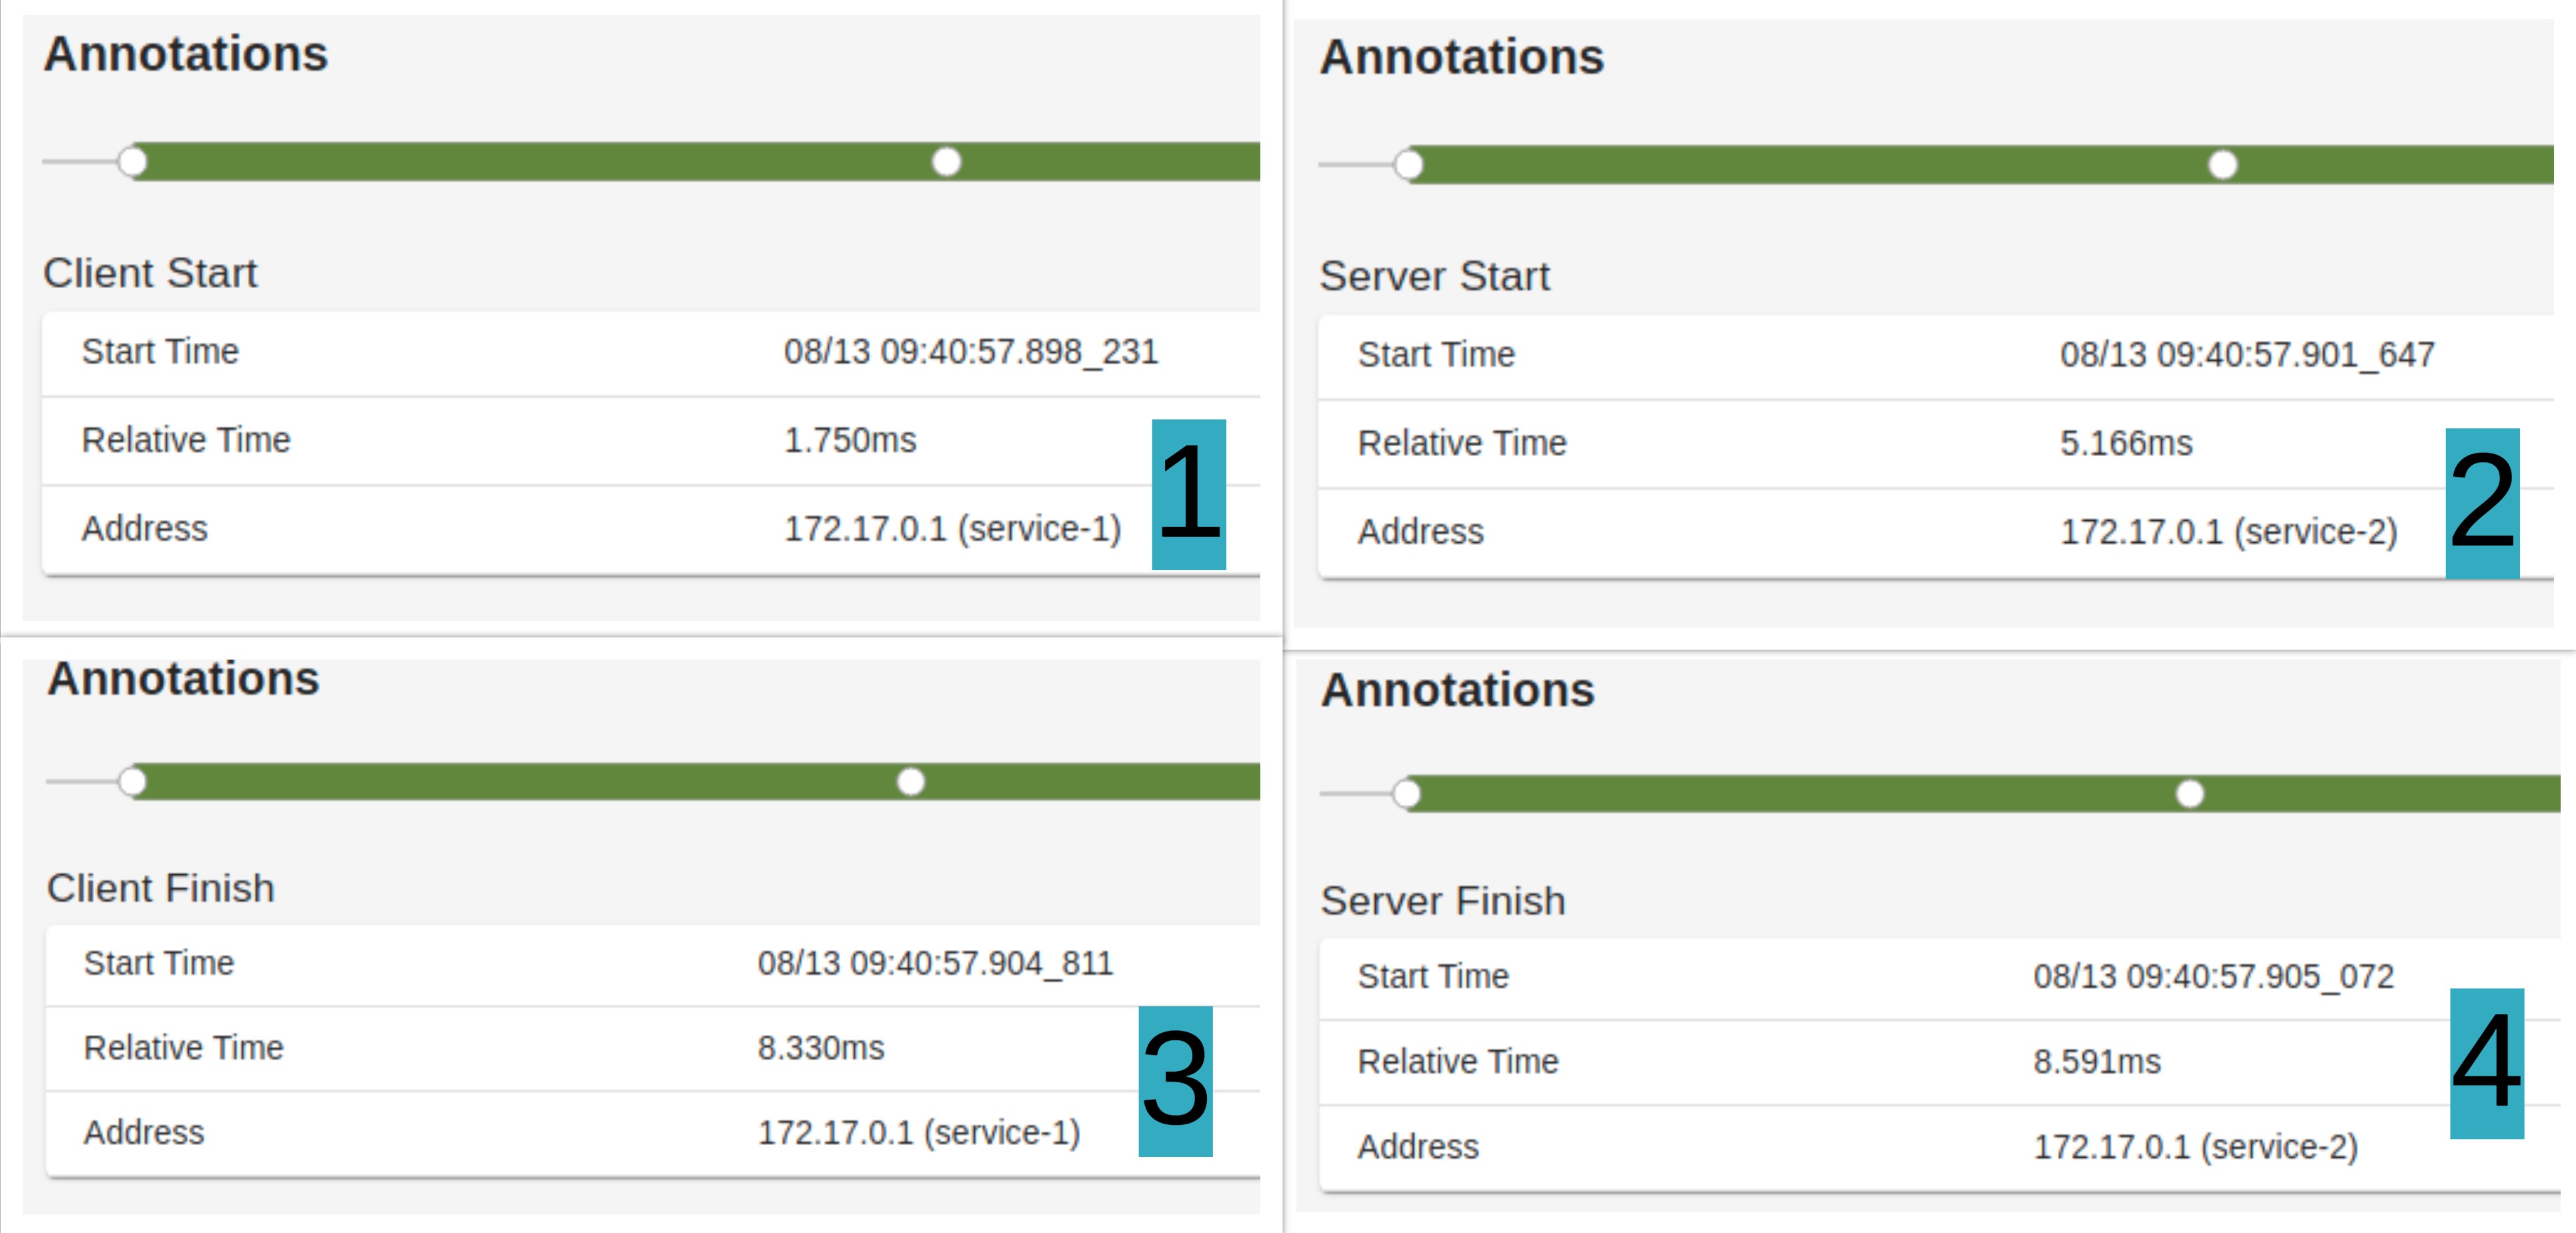 Annotations
Client Start
Start Time 08/13 09:40:57.898_231
Relative Time 1.750ms
Address 172.17.0.1 (service-1)
1
Annotations
Server Start
Start Time 08/13 09:40:57.901_647
Relative Time 5.166ms
Address 172.17.0.1 (service-2)
2
Annotations
Client Finish
Start Time 08/13 09:40:57.904_811
Relative Time 8.330ms
Address 172.17.0.1 (service-1)
3
Annotations
Server Finish
Start Time 08/13 09:40:57.905_072
Relative Time 8.591ms
Address 172.17.0.1 (service-2)
4